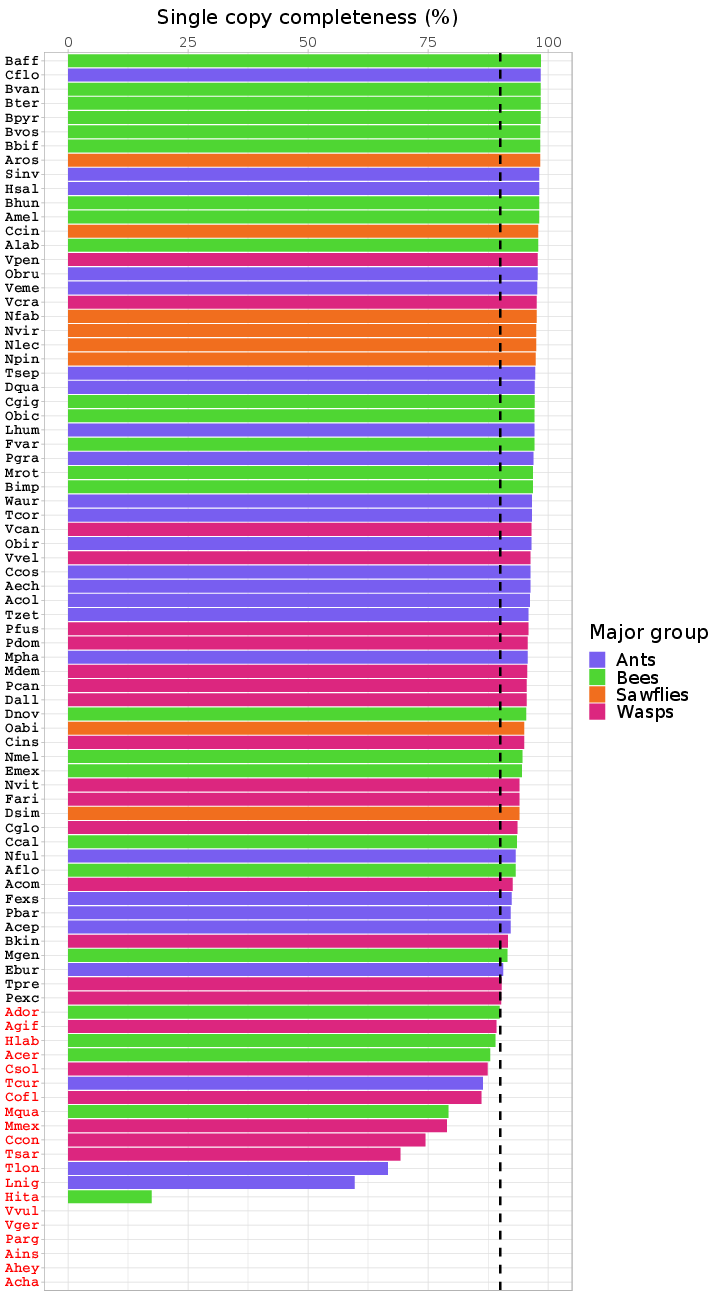 Single copy completeness (%)
0 25 50 75 100
Baff
Cflo
Bvan
Bter
Bpyr
Bvos
Bbif
Aros
Sinv
Hsal
Bhun
Amel
Ccin
Alab
Vpen
Obru
Veme
Vcra
Nfab
Nvir
Nlec
Npin
Tsep
Dqua
Cgig
Obic
Lhum
Fvar
Pgra
Mrot
Bimp
Waur
Tcor
Vcan
Obir
Vvel
Ccos
Aech
Acol
Tzet
Pfus
Pdom
Mpha
Mdem
Pcan
Dall
Dnov
Oabi
Cins
Nmel
Emex
Nvit
Fari
Dsim
Cglo
Ccal
Nful
Aflo
Acom
Fexs
Pbar
Acep
Bkin
Mgen
Ebur
Tpre
Pexc
Ador
Agif
Hlab
Acer
Csol
Tcur
Cofl
Mqua
Mmex
Ccon
Tsar
Tlon
Lnig
Hita
Vvul
Vger
Parg
Ains
Ahey
Acha
Major group
Ants
Bees
Sawflies
Wasps